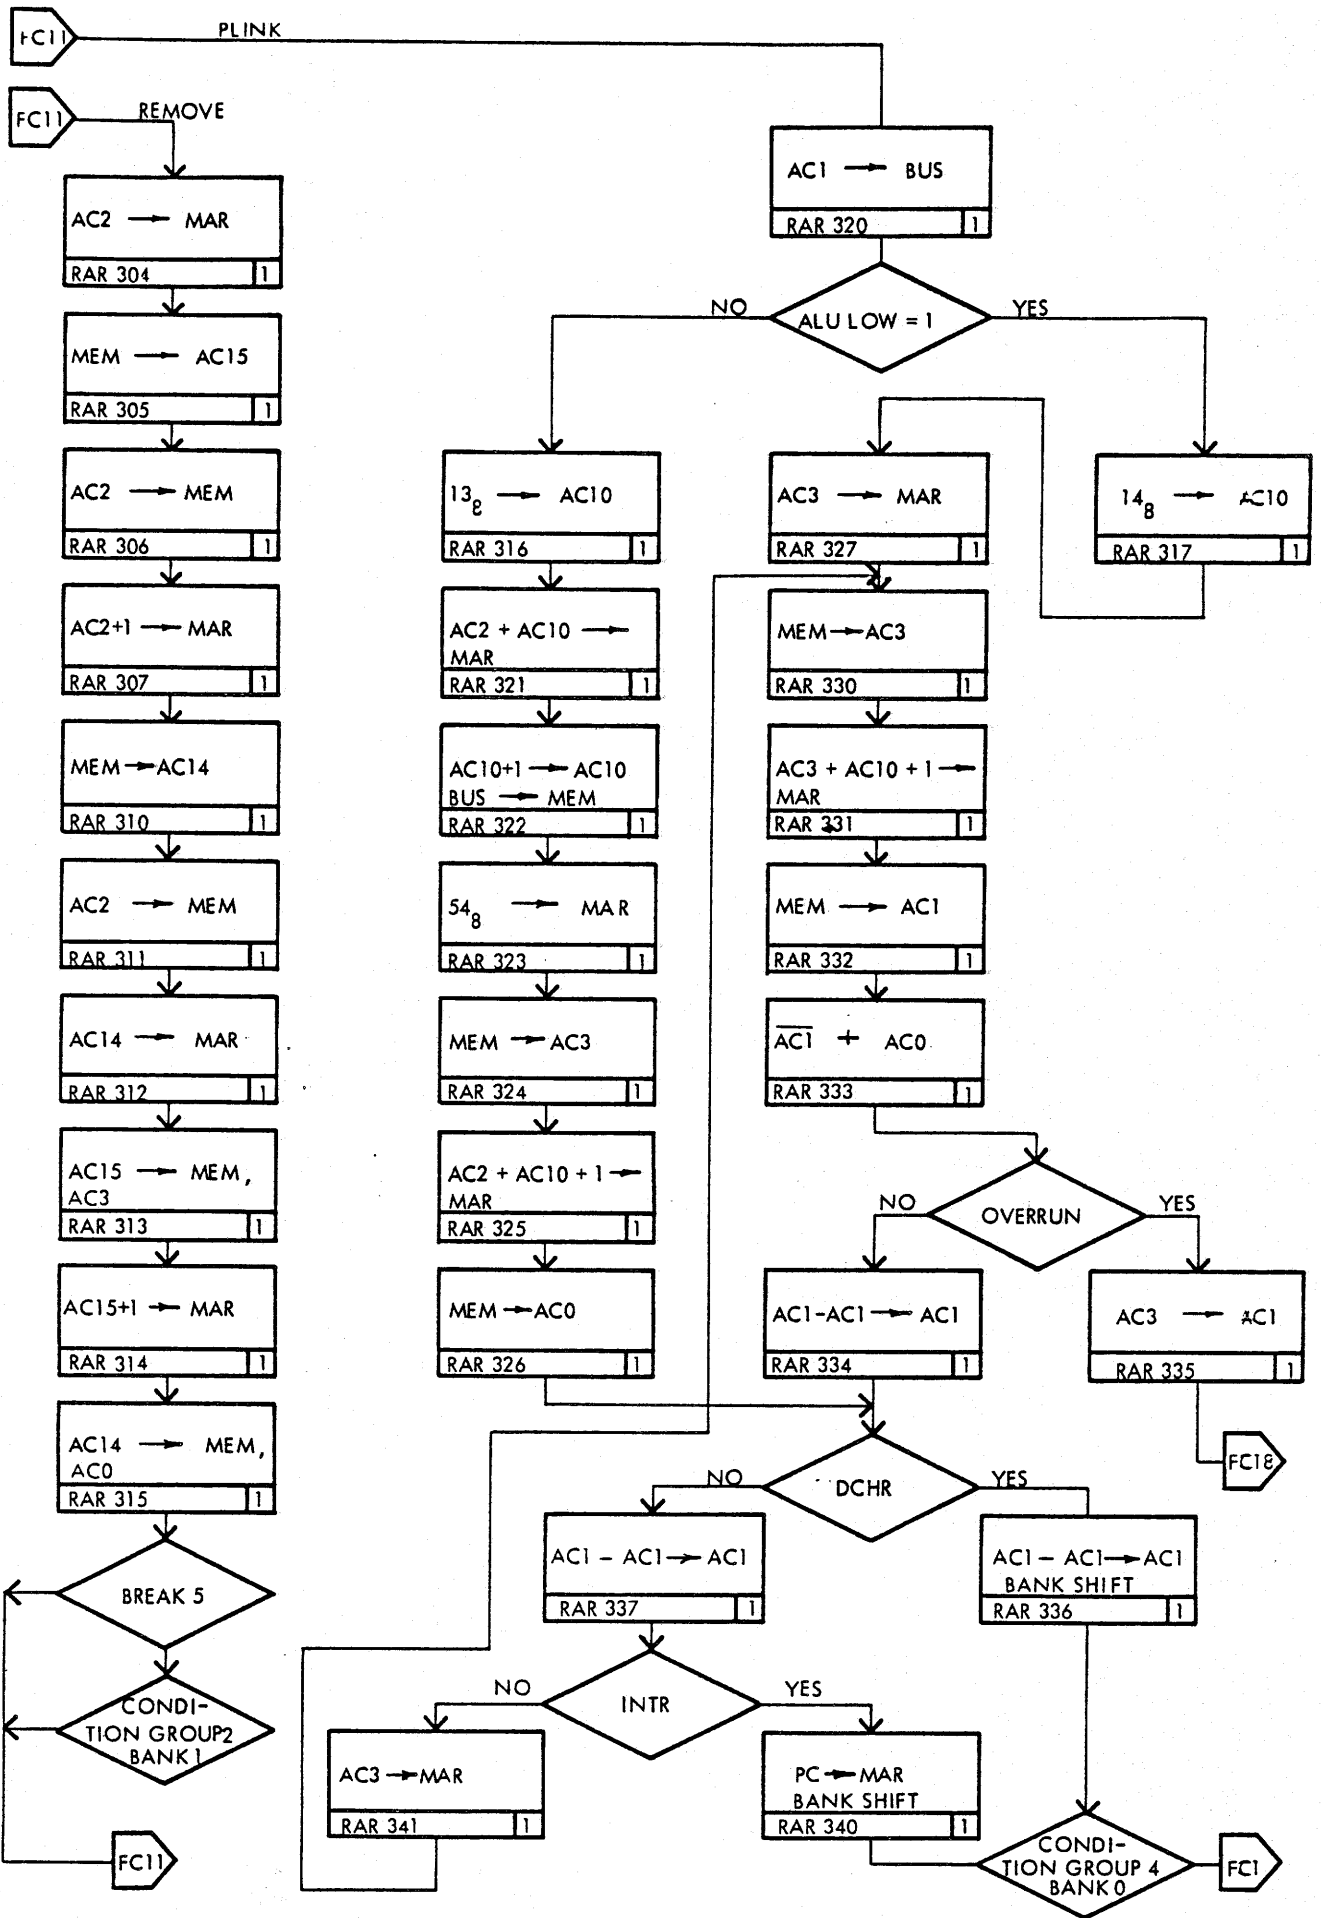 FC11
PLINK
FC11
REMOVE
AC2 → MAR
RAR 304 1
MEM → AC15
RAR 305 1
AC2 → MEM
RAR 306 1
AC2+1 → MAR
RAR 307 1
MEM → AC14
RAR 310 1
AC2 → MEM
RAR 311 1
AC14 → MAR
RAR 312 1
AC15 → MEM,
AC3
RAR 313 1
AC15+1 → MAR
RAR 314 1
AC14 → MEM,
AC0
RAR 315 1
BREAK 5
CONDI-
TION GROUP2
BANK 1
FC11
AC1 → BUS
RAR 320 1
NO
ALU LOW = 1
YES
13₈ → AC10
RAR 316 1
AC2 + AC10 →
MAR
RAR 321 1
AC10+1 → AC10
BUS → MEM
RAR 322 1
54₈ → MAR
RAR 323 1
MEM → AC3
RAR 324 1
AC2 + AC10 + 1 →
MAR
RAR 325 1
MEM → AC0
RAR 326 1
AC3 → MAR
RAR 327 1
MEM → AC3
RAR 330 1
AC3 + AC10 + 1 →
MAR
RAR 331 1
MEM → AC1
RAR 332 1
A̅C̅1̅ + AC0
RAR 333 1
14₈ → AC10
RAR 317 1
NO
OVERRUN
YES
AC1-AC1 → AC1
RAR 334 1
AC3 → AC1
RAR 335 1
FC18
NO
DCHR
YES
AC1 - AC1 → AC1
RAR 337 1
AC1 - AC1 → AC1
BANK SHIFT
RAR 336 1
NO
INTR
YES
AC3 → MAR
RAR 341 1
PC → MAR
BANK SHIFT
RAR 340 1
CONDI-
TION GROUP 4
BANK 0
FC1